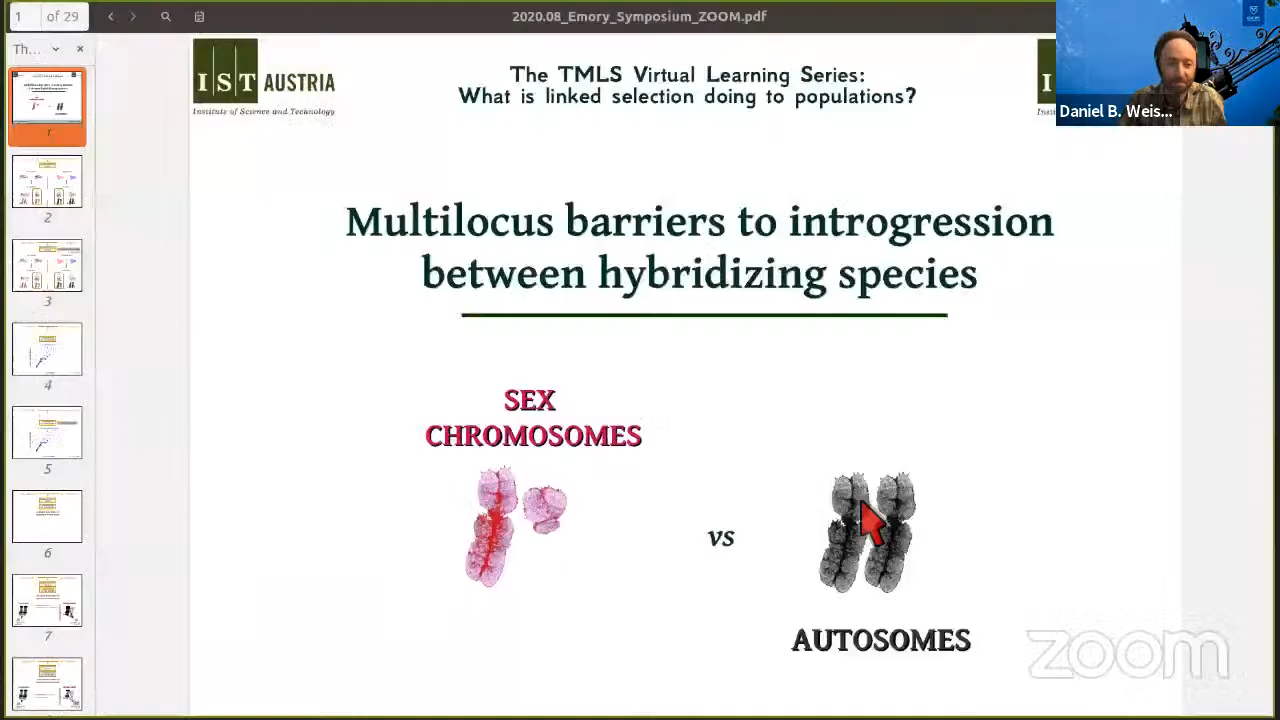 1 of 29
2020.08_Emory_Symposium_ZOOM.pdf
Th...
IST AUSTRIA
Institute of Science and Technology
The TMLS Virtual Learning Series:
What is linked selection doing to populations?
I
Insti
Daniel B. Weis...
Multilocus barriers to introgression
between hybridizing species
SEX
CHROMOSOMES
vs
AUTOSOMES
zoom
1
2
3
4
5
6
7